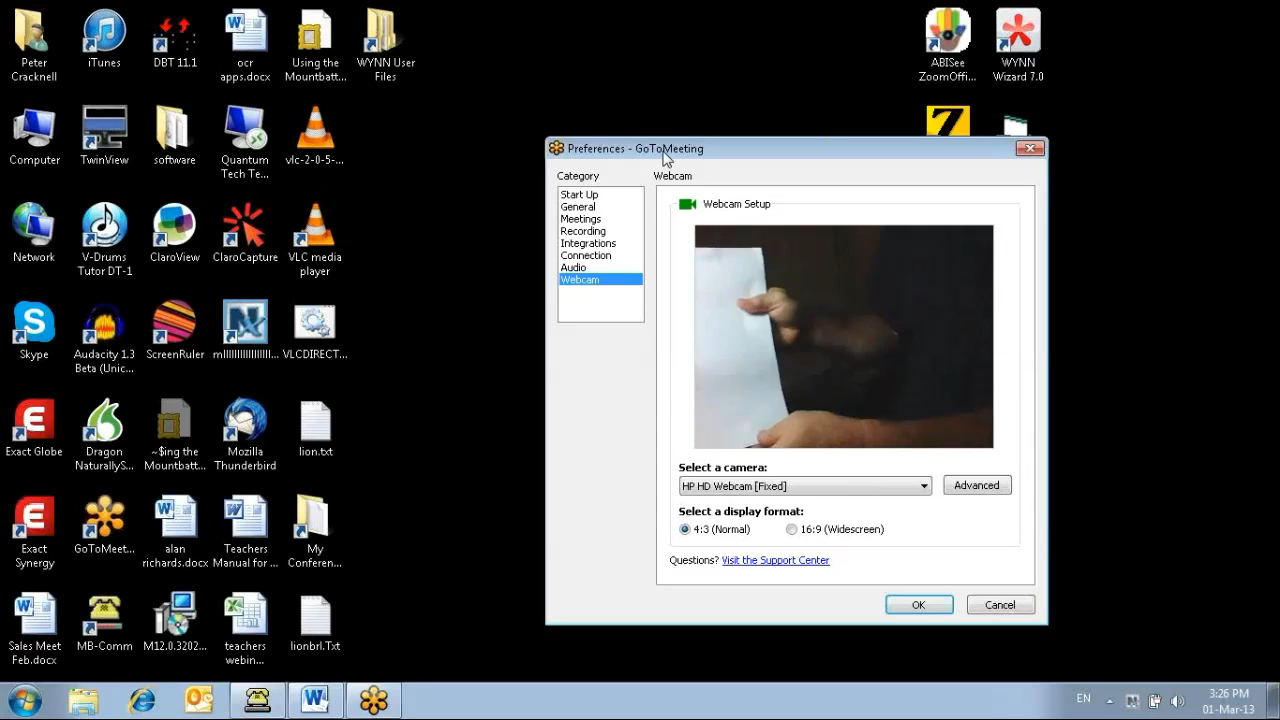 Peter
Cracknell
iTunes
DBT 11.1
ocr
apps.docx
Using the
Mountbatt...
WYNN User
Files
ABISee
ZoomOffi...
WYNN
Wizard 7.0
Computer
TwinView
software
Quantum
Tech Te...
vlc-2-0-5-...
7
Network
V-Drums
Tutor DT-1
ClaroView
ClaroCapture
VLC media
player
Skype
Audacity 1.3
Beta (Unic...
ScreenRuler
VLCDIRECT...
Exact Globe
Dragon
NaturallyS...
~$ing the
Mountbatt...
Mozilla
Thunderbird
lion.txt
Exact
Synergy
GoToMeet...
alan
richards.docx
Teachers
Manual for ...
My
Conferen...
Sales Meet
Feb.docx
MB-Comm
M12.0.3202...
teachers
webin...
lionbrl.Txt
Preferences - GoToMeeting
Category
Start Up
General
Meetings
Recording
Integrations
Connection
Audio
Webcam
Webcam
Webcam Setup
Select a camera:
HP HD Webcam [Fixed]
Advanced
Select a display format:
4:3 (Normal)
16:9 (Widescreen)
Questions? Visit the Support Center
OK
Cancel
EN
3:26 PM
01-Mar-13